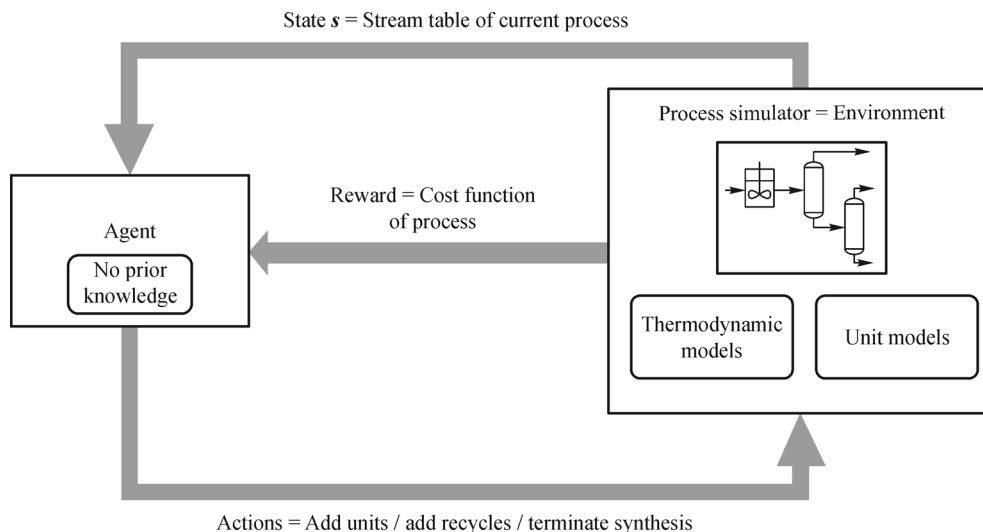 State s = Stream table of current process
Process simulator = Environment
Reward = Cost function
of process
Agent
No prior
knowledge
Thermodynamic
models
Unit models
Actions = Add units / add recycles / terminate synthesis